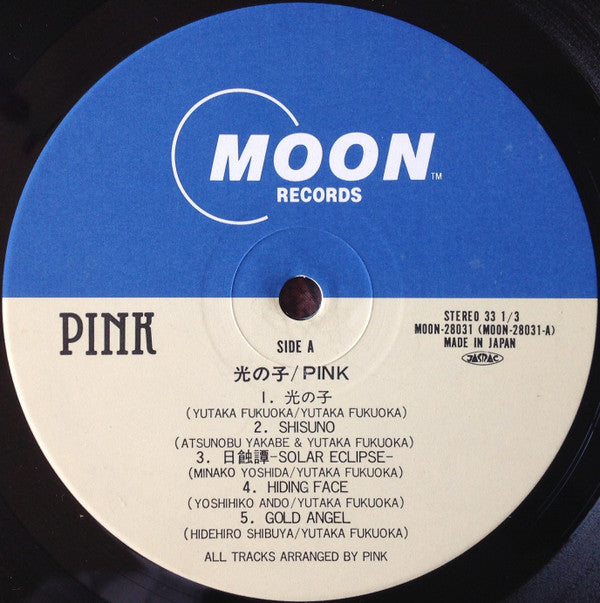 MOON™
RECORDS
PINK
STEREO 33 1/3
MOON-28031 (MOON-28031-A)
MADE IN JAPAN
JASRAC
SIDE A
光の子/PINK
1. 光の子
(YUTAKA FUKUOKA/YUTAKA FUKUOKA)
2. SHISUNO
(ATSUNOBU YAKABE & YUTAKA FUKUOKA)
3. 日蝕譚-SOLAR ECLIPSE-
(MINAKO YOSHIDA/YUTAKA FUKUOKA)
4. HIDING FACE
(YOSHIHIKO ANDO/YUTAKA FUKUOKA)
5. GOLD ANGEL
(HIDEHIRO SHIBUYA/YUTAKA FUKUOKA)
ALL TRACKS ARRANGED BY PINK